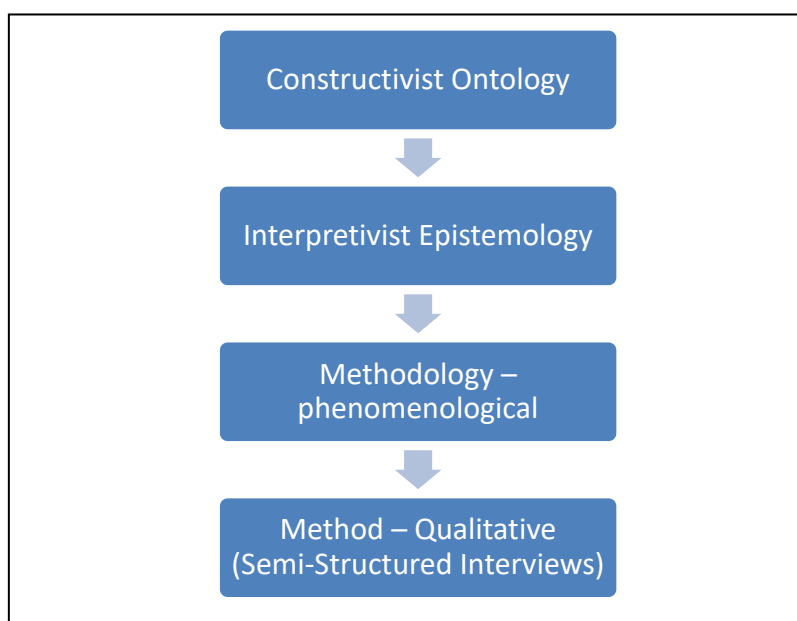 Constructivist Ontology
Interpretivist Epistemology
Methodology –
phenomenological
Method – Qualitative
(Semi-Structured Interviews)